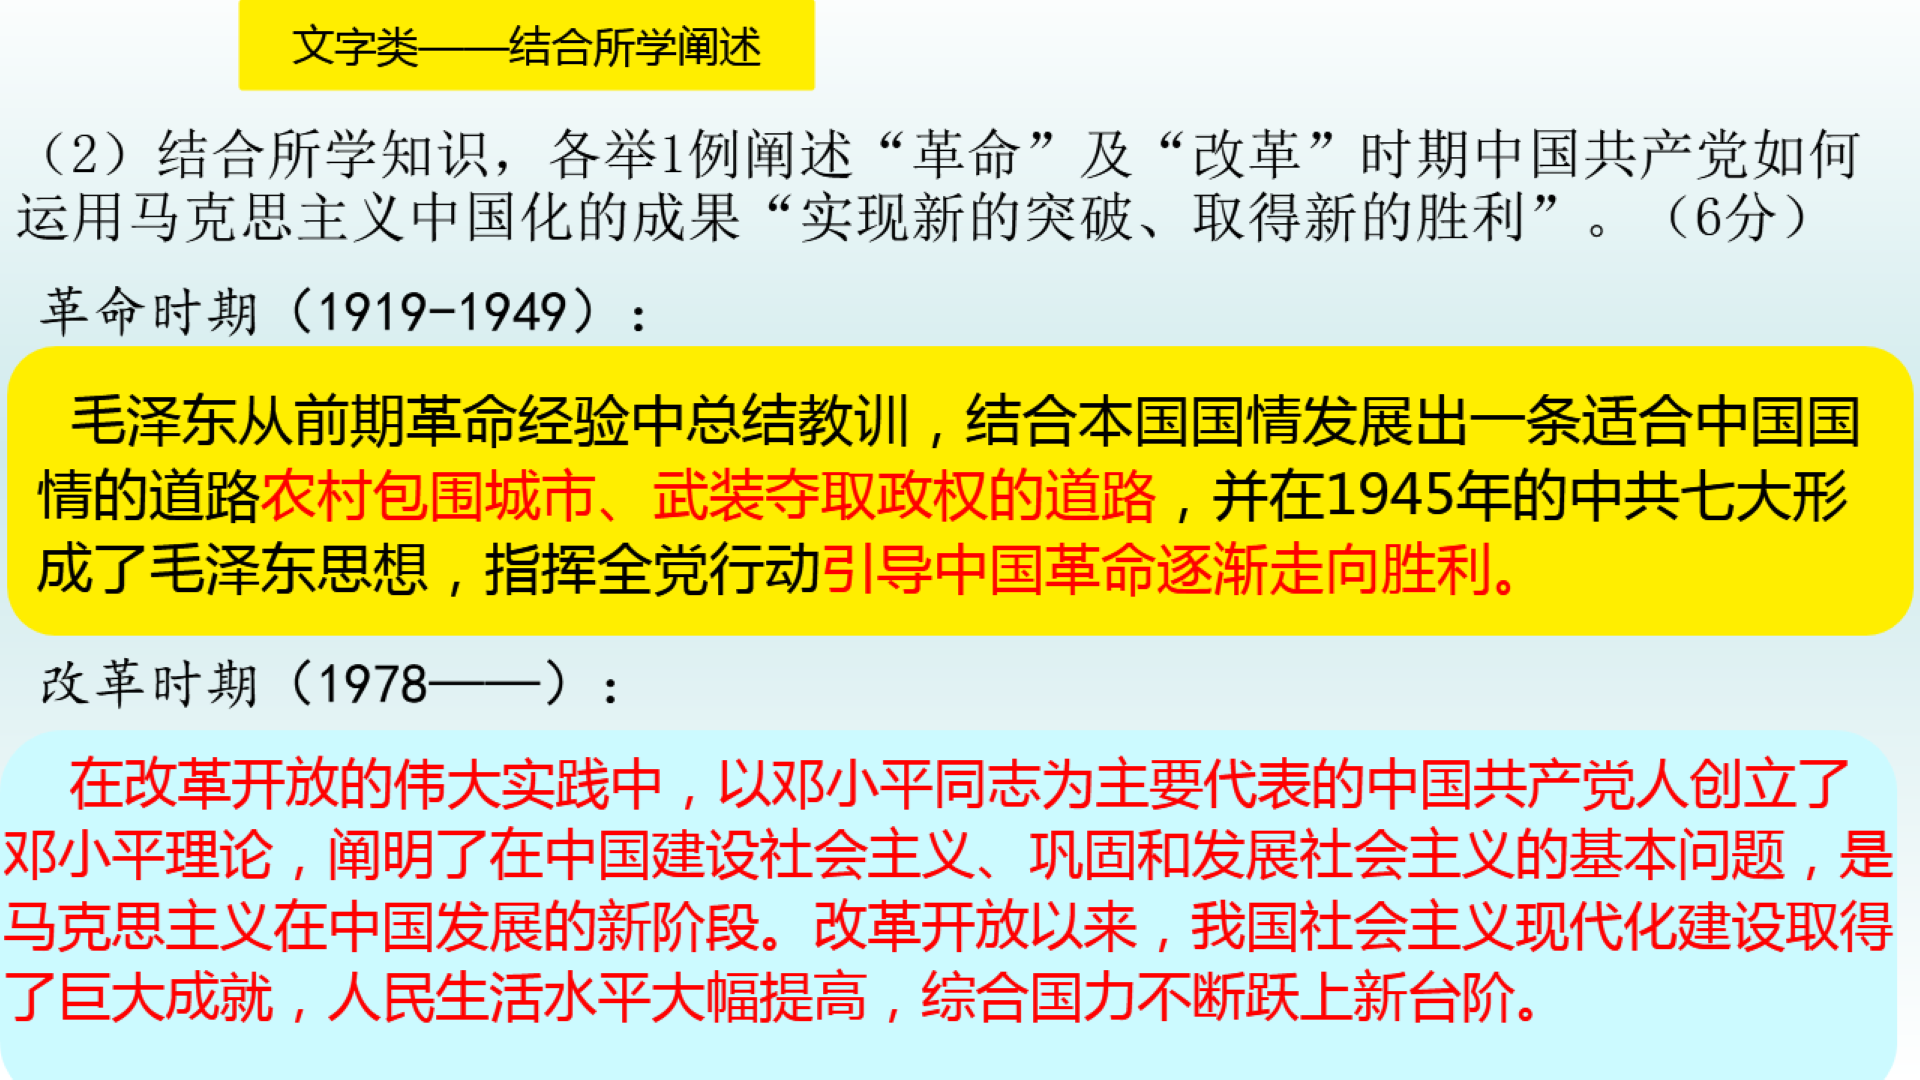 文字类——结合所学阐述
（2）结合所学知识，各举1例阐述“革命”及“改革”时期中国共产党如何
运用马克思主义中国化的成果“实现新的突破、取得新的胜利”。（6分）
革命时期（1919-1949）：
毛泽东从前期革命经验中总结教训，结合本国国情发展出一条适合中国国
情的道路农村包围城市、武装夺取政权的道路，并在1945年的中共七大形
成了毛泽东思想，指挥全党行动引导中国革命逐渐走向胜利。
改革时期（1978——）：
在改革开放的伟大实践中，以邓小平同志为主要代表的中国共产党人创立了
邓小平理论，阐明了在中国建设社会主义、巩固和发展社会主义的基本问题，是
马克思主义在中国发展的新阶段。改革开放以来，我国社会主义现代化建设取得
了巨大成就，人民生活水平大幅提高，综合国力不断跃上新台阶。